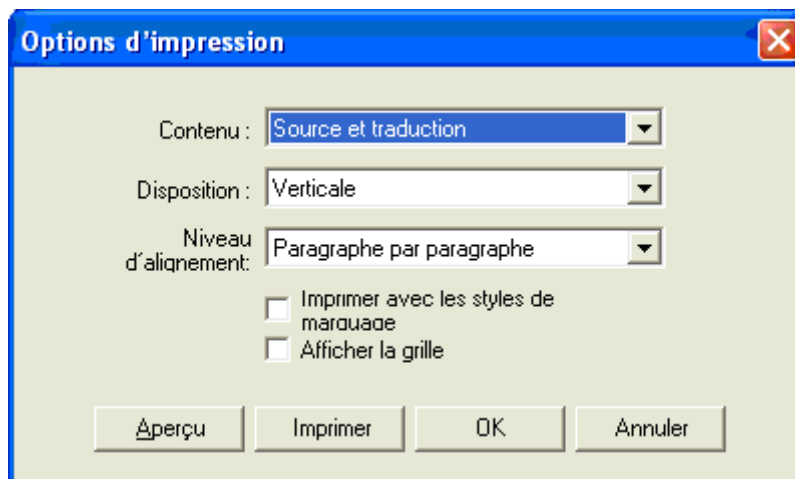 Options d'impression
Contenu : Source et traduction
Disposition : Verticale
Niveau
d´alignement: Paragraphe par paragraphe
Imprimer avec les styles de
marquage
Afficher la grille
Aperçu Imprimer OK Annuler